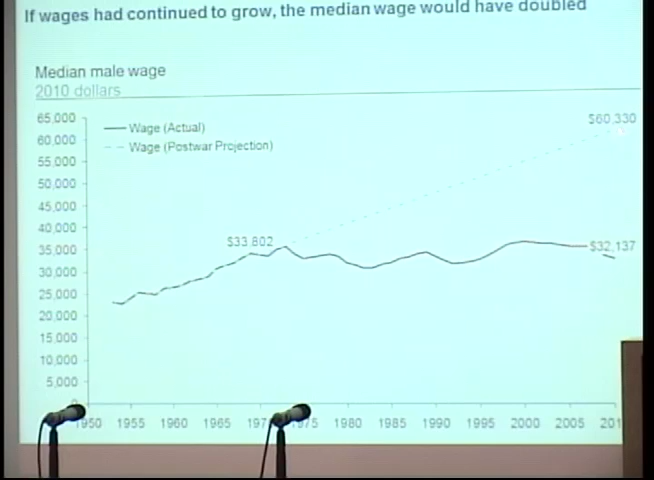 If wages had continued to grow, the median wage would have doubled
Median male wage
2010 dollars
65,000
60,000
55,000
50,000
45,000
40,000
35,000
30,000
25,000
20,000
15,000
10,000
5,000
Wage (Actual)
Wage (Postwar Projection)
$60,330
$33,802
$32,137
1955 1960 1965 1980 1985 1990 1995 2000 2005